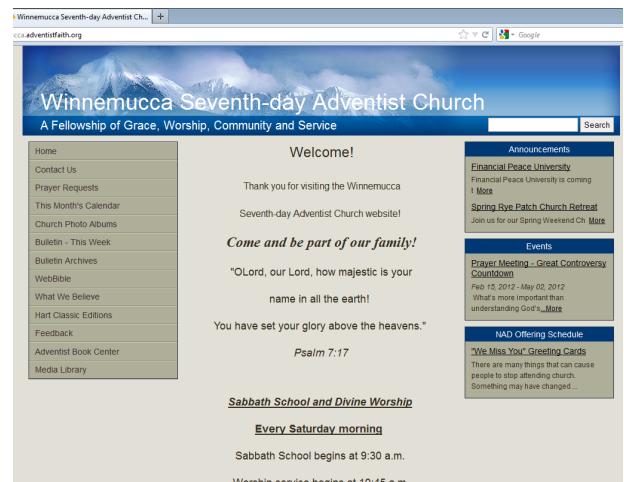 Winnemucca Seventh-day Adventist Ch...
cca.adventistfaith.org
Google
Winnemucca Seventh-day Adventist Church
A Fellowship of Grace, Worship, Community and Service
Search
Home
Contact Us
Prayer Requests
This Month's Calendar
Church Photo Albums
Bulletin - This Week
Bulletin Archives
WebBible
What We Believe
Hart Classic Editions
Feedback
Adventist Book Center
Media Library
Welcome!
Thank you for visiting the Winnemucca
Seventh-day Adventist Church website!
Come and be part of our family!
"OLord, our Lord, how majestic is your
name in all the earth!
You have set your glory above the heavens."
Psalm 7:17
Sabbath School and Divine Worship
Every Saturday morning
Sabbath School begins at 9:30 a.m.
Worship service begins at 10:45 a.m.
Announcements
Financial Peace University
Financial Peace University is coming
t More
Spring Rye Patch Church Retreat
Join us for our Spring Weekend Ch More
Events
Prayer Meeting - Great Controversy
Countdown
Feb 15, 2012 - May 02, 2012
What's more important than
understanding God's...More
NAD Offering Schedule
"We Miss You" Greeting Cards
There are many things that can cause
people to stop attending church.
Something may have changed ...